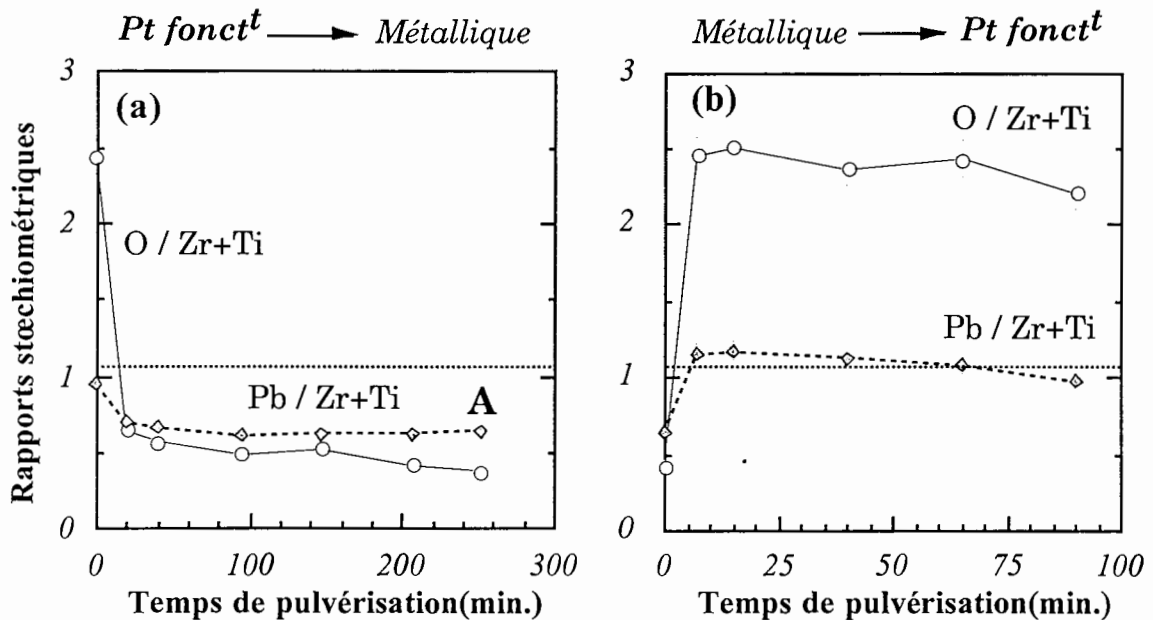 Pt fonct^t → Métallique
Métallique → Pt fonct^t
Rapports stœchiométriques
3
2
1
0
(a)
O / Zr+Ti
Pb / Zr+Ti
A
0
100
200
300
Temps de pulvérisation(min.)
3
2
1
0
(b)
O / Zr+Ti
Pb / Zr+Ti
0
25
50
75
100
Temps de pulvérisation(min.)